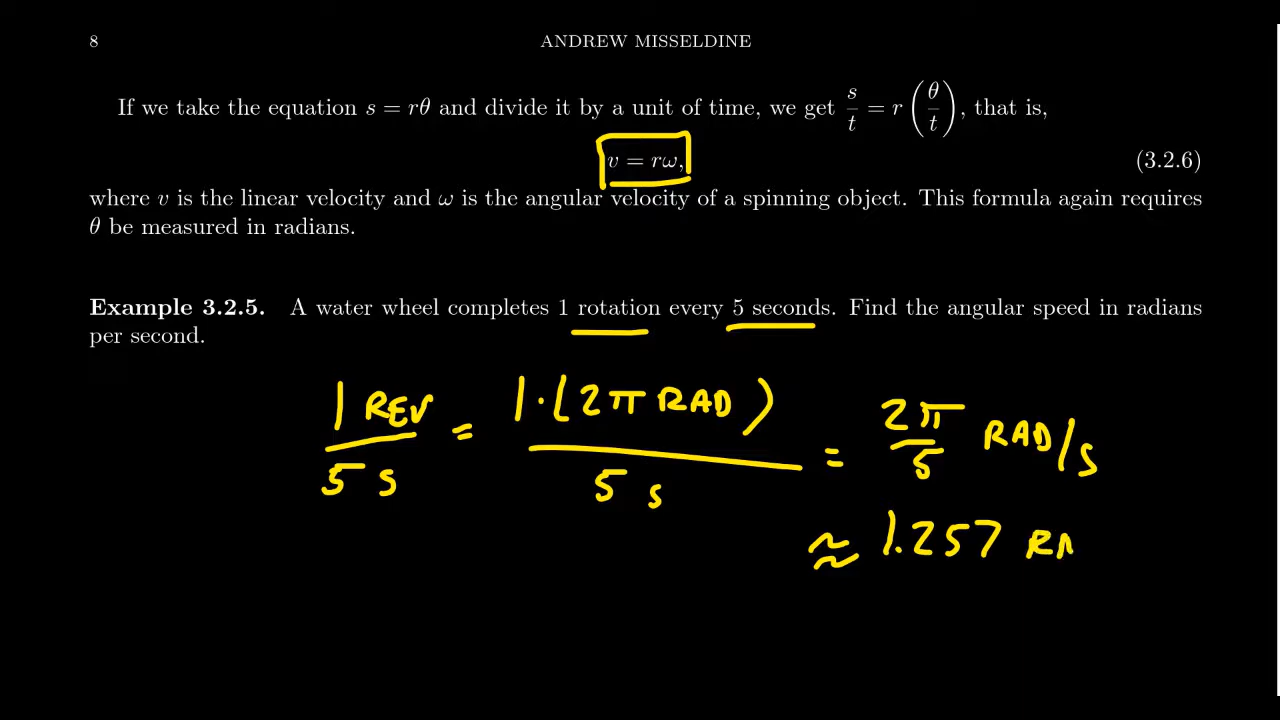 8 ANDREW MISSELDINE
If we take the equation s = rθ and divide it by a unit of time, we get s/t = r(θ/t), that is,
v = rω, (3.2.6)
where v is the linear velocity and ω is the angular velocity of a spinning object. This formula again requires
θ be measured in radians.
Example 3.2.5. A water wheel completes 1 rotation every 5 seconds. Find the angular speed in radians
per second.
1 REV / 5 s = 1·(2π RAD) / 5 s = 2π/5 RAD/s
≈ 1.257 RA